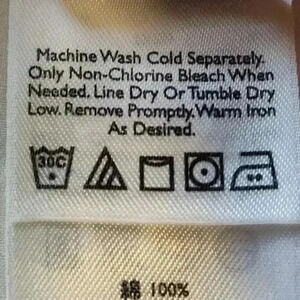 Machine Wash Cold Separately.
Only Non-Chlorine Bleach When
Needed. Line Dry Or Tumble Dry
Low. Remove Promptly. Warm Iron
As Desired.
30C
綿 100%